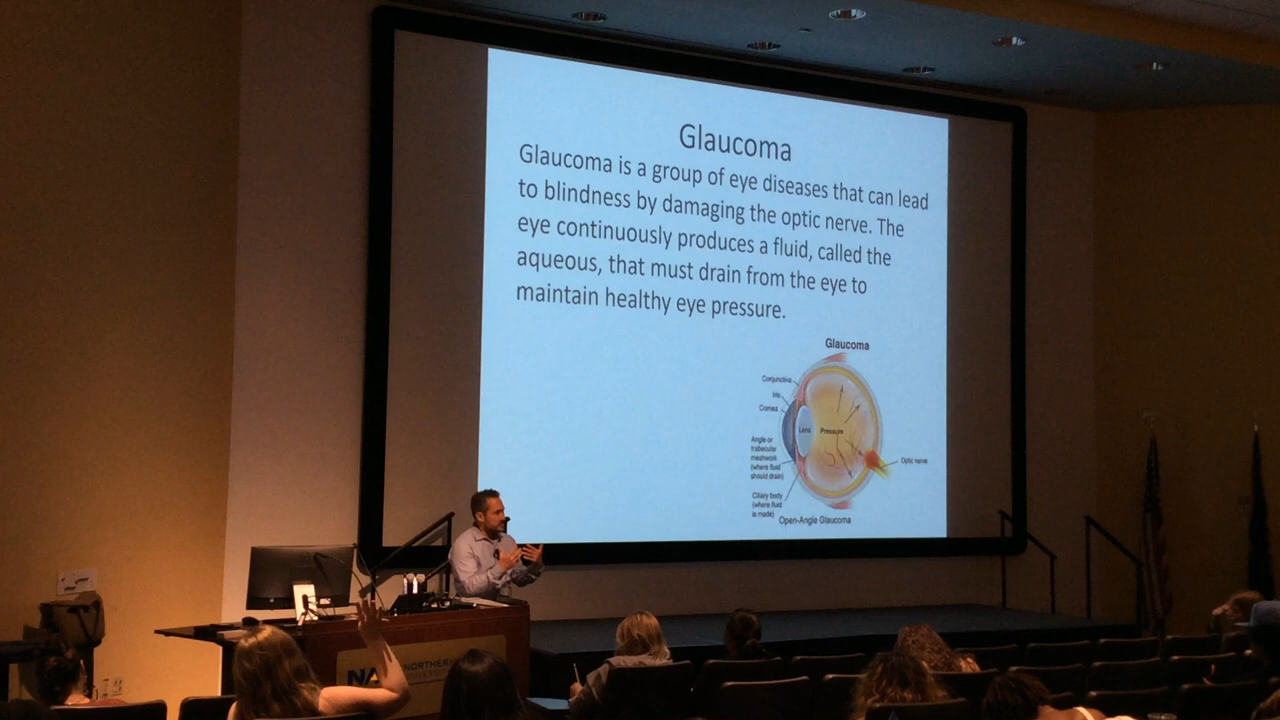 Glaucoma
Glaucoma is a group of eye diseases that can lead
to blindness by damaging the optic nerve. The
eye continuously produces a fluid, called the
aqueous, that must drain from the eye to
maintain healthy eye pressure.
Glaucoma
Conjunctiva
Iris
Cornea
Lens
Pressure
Angle or
trabecular
meshwork
(where fluid
should drain)
Optic nerve
Ciliary body
(where fluid
is made)
Open-Angle Glaucoma
NORTHERN